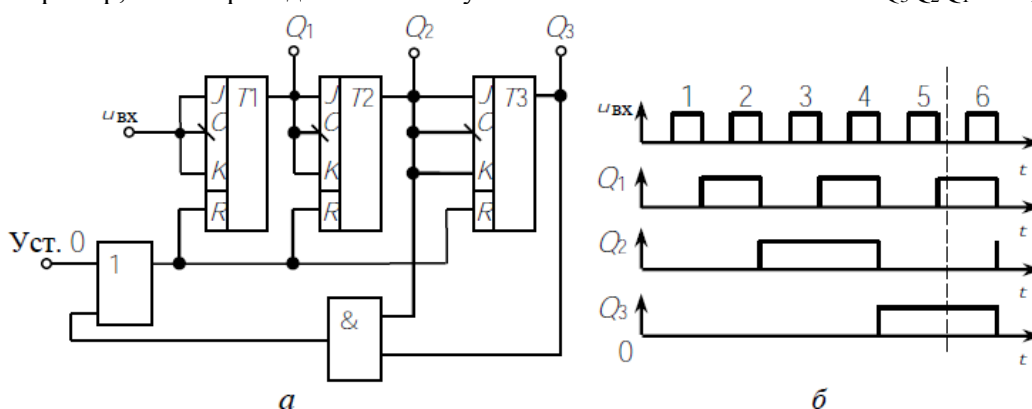 Q₁ Q₂ Q₃
J T1 J T2 J T3
C C C
K K K
R R R
uвх
Уст. 0
1
&
а
uвх 1 2 3 4 5 6
t
Q₁
t
Q₂
t
Q₃
0
t
б